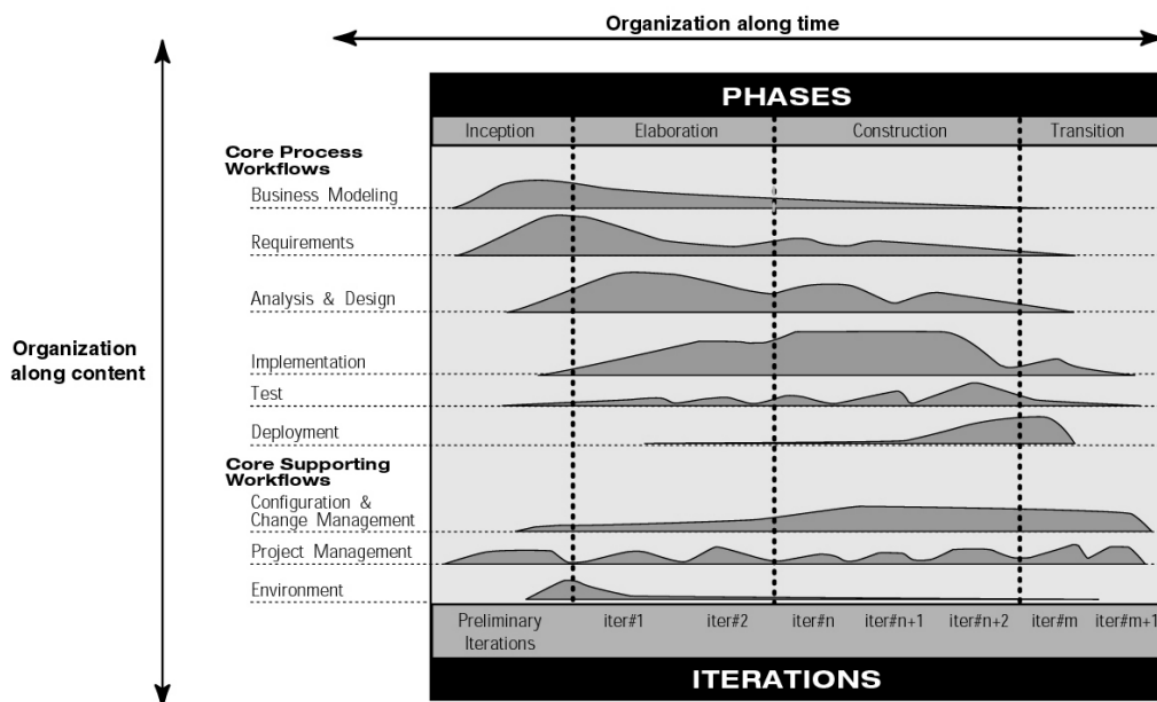 Organization along time
PHASES
Inception Elaboration Construction Transition
Core Process
Workflows
Business Modeling
Requirements
Analysis & Design
Organization
along content
Implementation
Test
Deployment
Core Supporting
Workflows
Configuration &
Change Management
Project Management
Environment
Preliminary
Iterations
iter#1 iter#2 iter#n iter#n+1 iter#n+2 iter#m iter#m+1
ITERATIONS